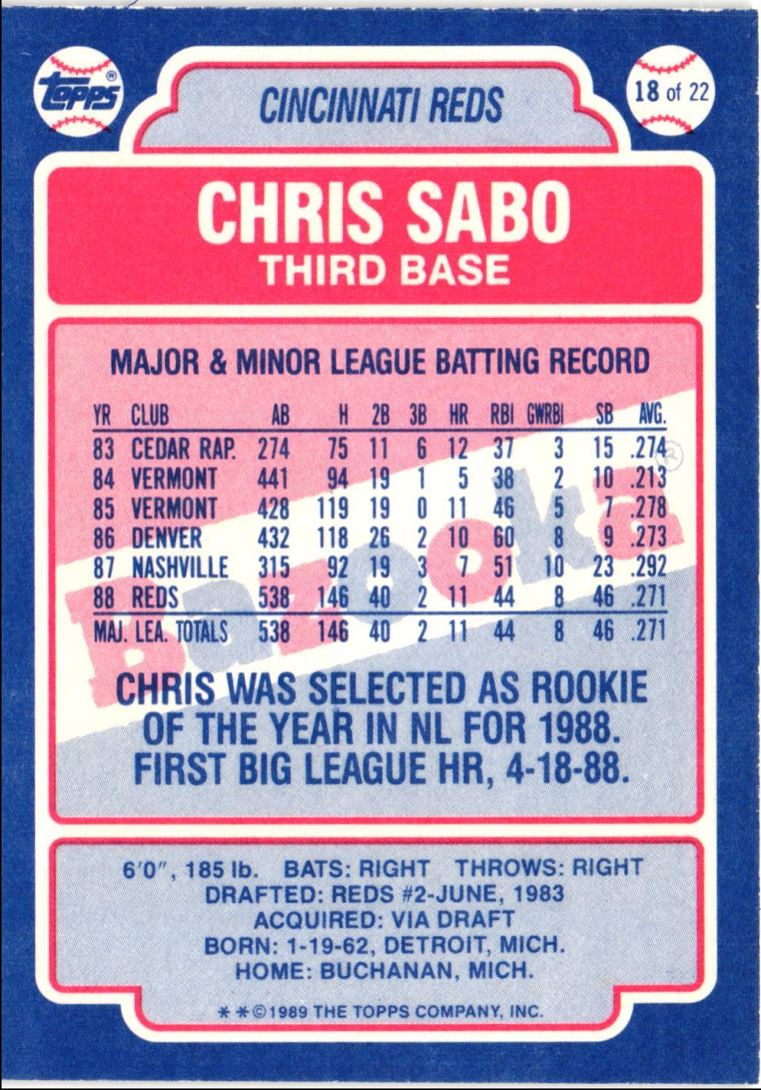 Topps®
CINCINNATI REDS
18 of 22
CHRIS SABO
THIRD BASE
MAJOR & MINOR LEAGUE BATTING RECORD
YR CLUB AB H 2B 3B HR RBI GWRBI SB AVG.
83 CEDAR RAP. 274 75 11 6 12 37 3 15 .274
84 VERMONT 441 94 19 1 5 38 2 10 .213
85 VERMONT 428 119 19 0 11 46 5 7 .278
86 DENVER 432 118 26 2 10 60 8 9 .273
87 NASHVILLE 315 92 19 3 7 51 10 23 .292
88 REDS 538 146 40 2 11 44 8 46 .271
MAJ. LEA. TOTALS 538 146 40 2 11 44 8 46 .271
Bazooka®
CHRIS WAS SELECTED AS ROOKIE
OF THE YEAR IN NL FOR 1988.
FIRST BIG LEAGUE HR, 4-18-88.
6'0", 185 lb. BATS: RIGHT THROWS: RIGHT
DRAFTED: REDS #2-JUNE, 1983
ACQUIRED: VIA DRAFT
BORN: 1-19-62, DETROIT, MICH.
HOME: BUCHANAN, MICH.
* * ©1989 THE TOPPS COMPANY, INC.